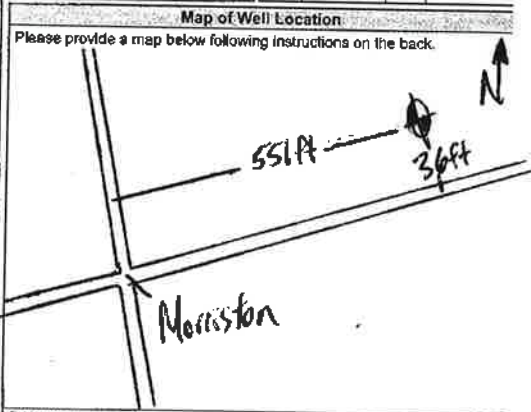 Map of Well Location
Please provide a map below following instructions on the back.
N
551ft
36ft
Morriston